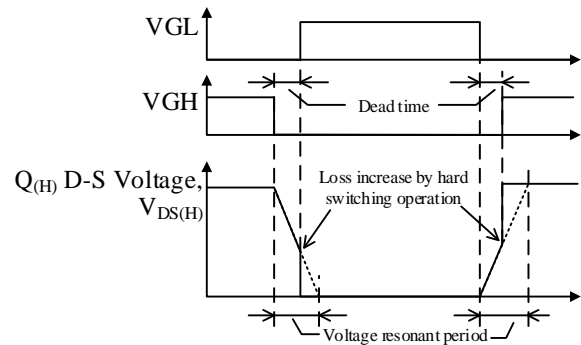 VGL
VGH
Dead time
Q(H) D-S Voltage,
VDS(H)
Loss increase by hard
switching operation
Voltage resonant period